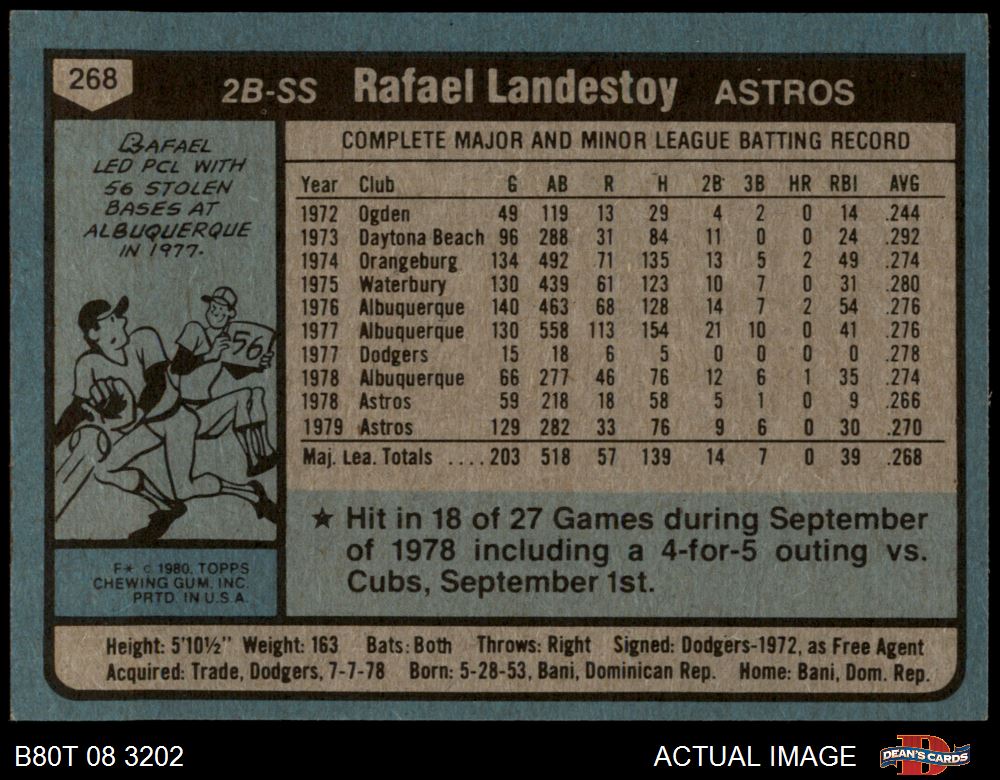 268
2B-SS Rafael Landestoy ASTROS
RAFAEL
LED PCL WITH
56 STOLEN
BASES AT
ALBUQUERQUE
IN 1977.
56
F* © 1980, TOPPS
CHEWING GUM, INC.
PRTD. IN U.S.A.
COMPLETE MAJOR AND MINOR LEAGUE BATTING RECORD
Year Club G AB R H 2B 3B HR RBI AVG
1972 Ogden 49 119 13 29 4 2 0 14 .244
1973 Daytona Beach 96 288 31 84 11 0 0 24 .292
1974 Orangeburg 134 492 71 135 13 5 2 49 .274
1975 Waterbury 130 439 61 123 10 7 0 31 .280
1976 Albuquerque 140 463 68 128 14 7 2 54 .276
1977 Albuquerque 130 558 113 154 21 10 0 41 .276
1977 Dodgers 15 18 6 5 0 0 0 0 .278
1978 Albuquerque 66 277 46 76 12 6 1 35 .274
1978 Astros 59 218 18 58 5 1 0 9 .266
1979 Astros 129 282 33 76 9 6 0 30 .270
Maj. Lea. Totals ....203 518 57 139 14 7 0 39 .268
★ Hit in 18 of 27 Games during September
of 1978 including a 4-for-5 outing vs.
Cubs, September 1st.
Height: 5'10½" Weight: 163 Bats: Both Throws: Right Signed: Dodgers-1972, as Free Agent
Acquired: Trade, Dodgers, 7-7-78 Born: 5-28-53, Bani, Dominican Rep. Home: Bani, Dom. Rep.
B80T 08 3202 ACTUAL IMAGE DEAN'S CARDS